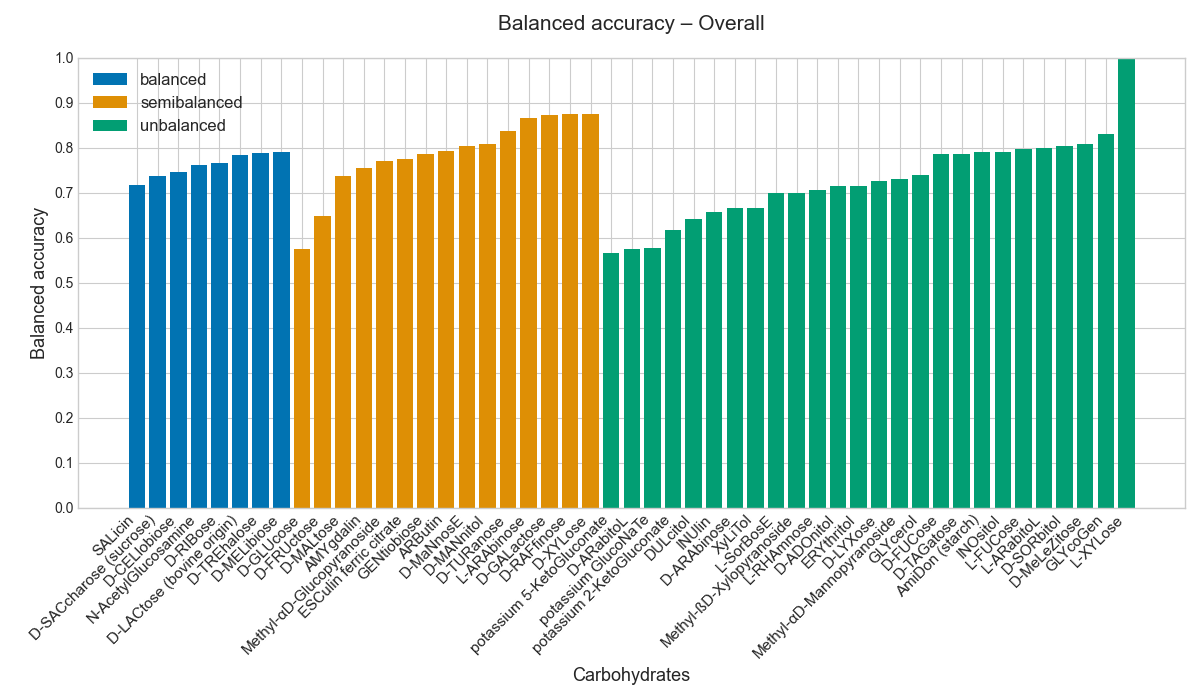 Balanced accuracy – Overall
balanced
semibalanced
unbalanced
Balanced accuracy
1.0
0.9
0.8
0.7
0.6
0.5
0.4
0.3
0.2
0.1
0.0
SALicin
D-SACcharose (sucrose)
D-CELlobiose
N-AcetylGlucosamine
D-RIBose
D-LACtose (bovine origin)
D-TREhalose
D-MELibiose
D-GLUcose
D-FRUctose
D-MALtose
AMYgdalin
Methyl-αD-Glucopyranoside
ESCulin ferric citrate
GENtiobiose
ARButin
D-MaNnosE
D-MANnitol
D-TURanose
L-ARAbinose
D-GALactose
D-RAFfinose
D-XYLose
potassium 5-KetoGluconate
D-ARabitoL
potassium GlucoNaTe
potassium 2-KetoGluconate
DULcitol
INUlin
D-ARAbinose
XyLiTol
L-SorBosE
Methyl-ßD-Xylopyranoside
L-RHAmnose
D-ADOnitol
ERYthritol
D-LYXose
Methyl-αD-Mannopyranoside
GLYcerol
D-FUCose
D-TAGatose
AmiDon (starch)
INOsitol
L-FUCose
L-ARabitoL
D-SORbitol
D-MeLeZitose
GLYcoGen
L-XYLose
Carbohydrates